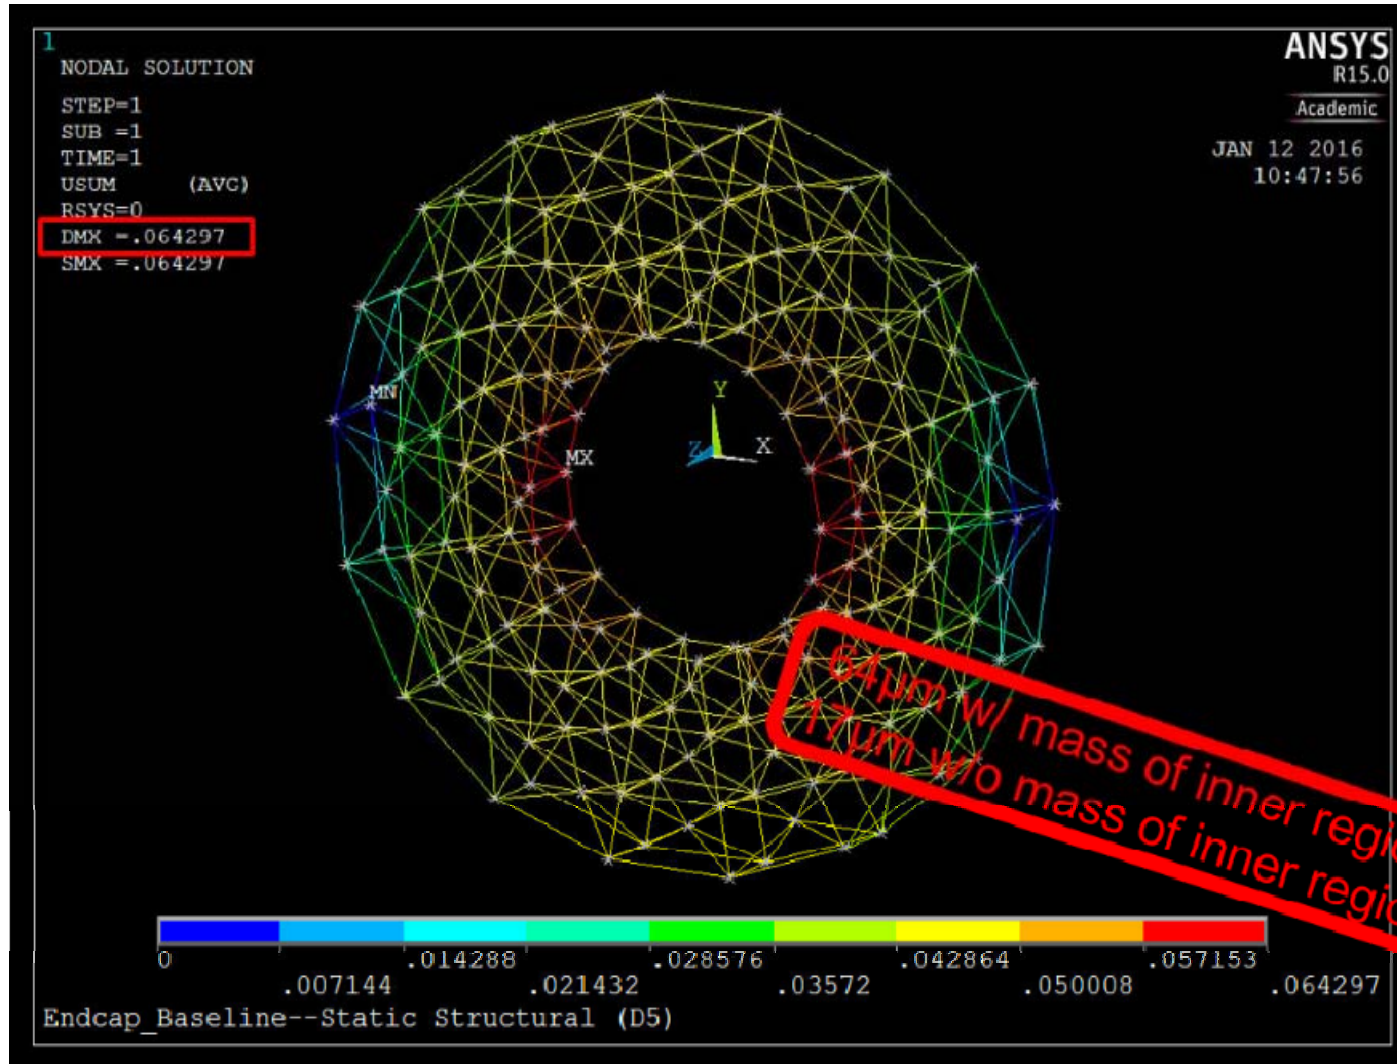 1
NODAL SOLUTION
STEP=1
SUB =1
TIME=1
USUM (AVG)
RSYS=0
DMX =.064297
SMX =.064297
ANSYS
R15.0
Academic
JAN 12 2016
10:47:56
MN
MX
Y
Z
X
64µm w/ mass of inner
17µm w/o mass of inner
0
.007144
.014288
.021432
.028576
.03572
.042864
.050008
.057153
.064297
Endcap_Baseline--Static Structural (D5)